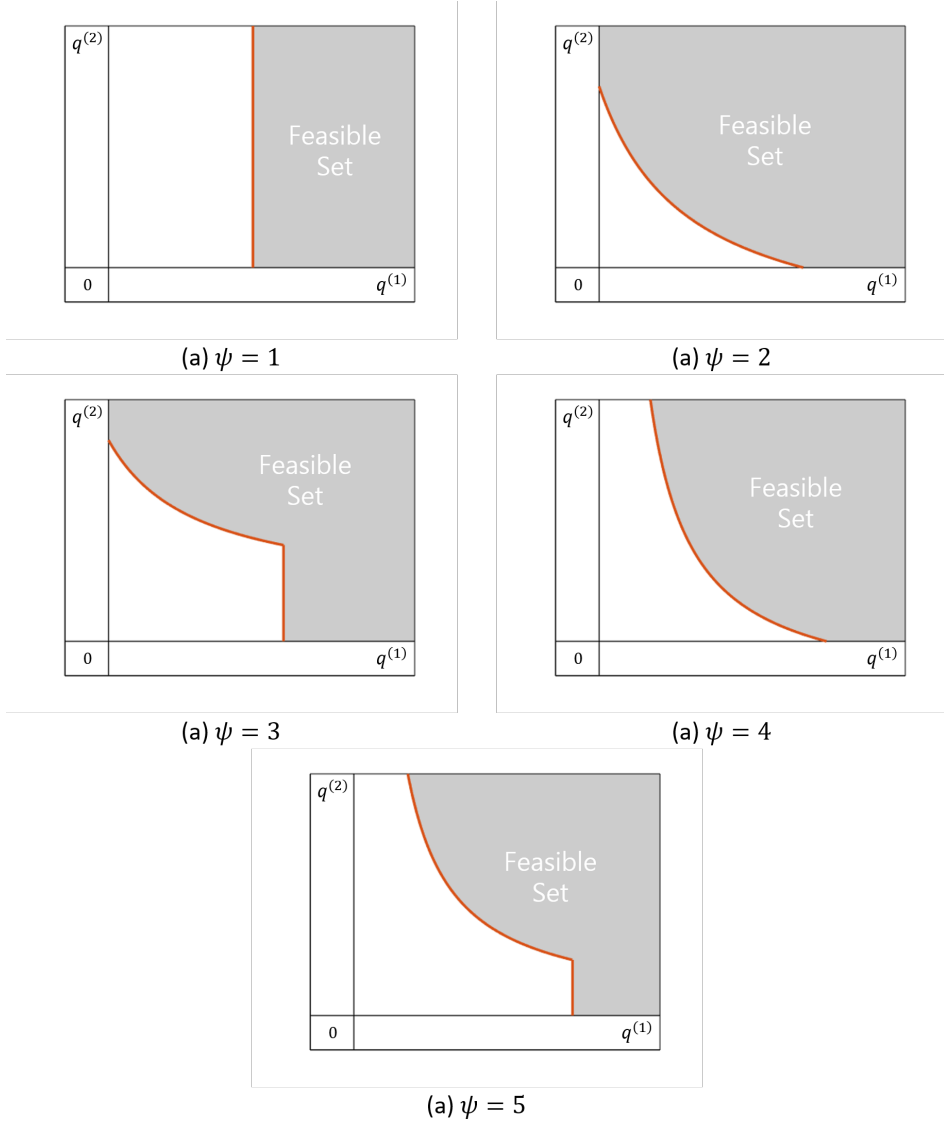 q⁽²⁾
Feasible
Set
0
q⁽¹⁾
(a) ψ = 1
q⁽²⁾
Feasible
Set
0
q⁽¹⁾
(a) ψ = 2
q⁽²⁾
Feasible
Set
0
q⁽¹⁾
(a) ψ = 3
q⁽²⁾
Feasible
Set
0
q⁽¹⁾
(a) ψ = 4
q⁽²⁾
Feasible
Set
0
q⁽¹⁾
(a) ψ = 5